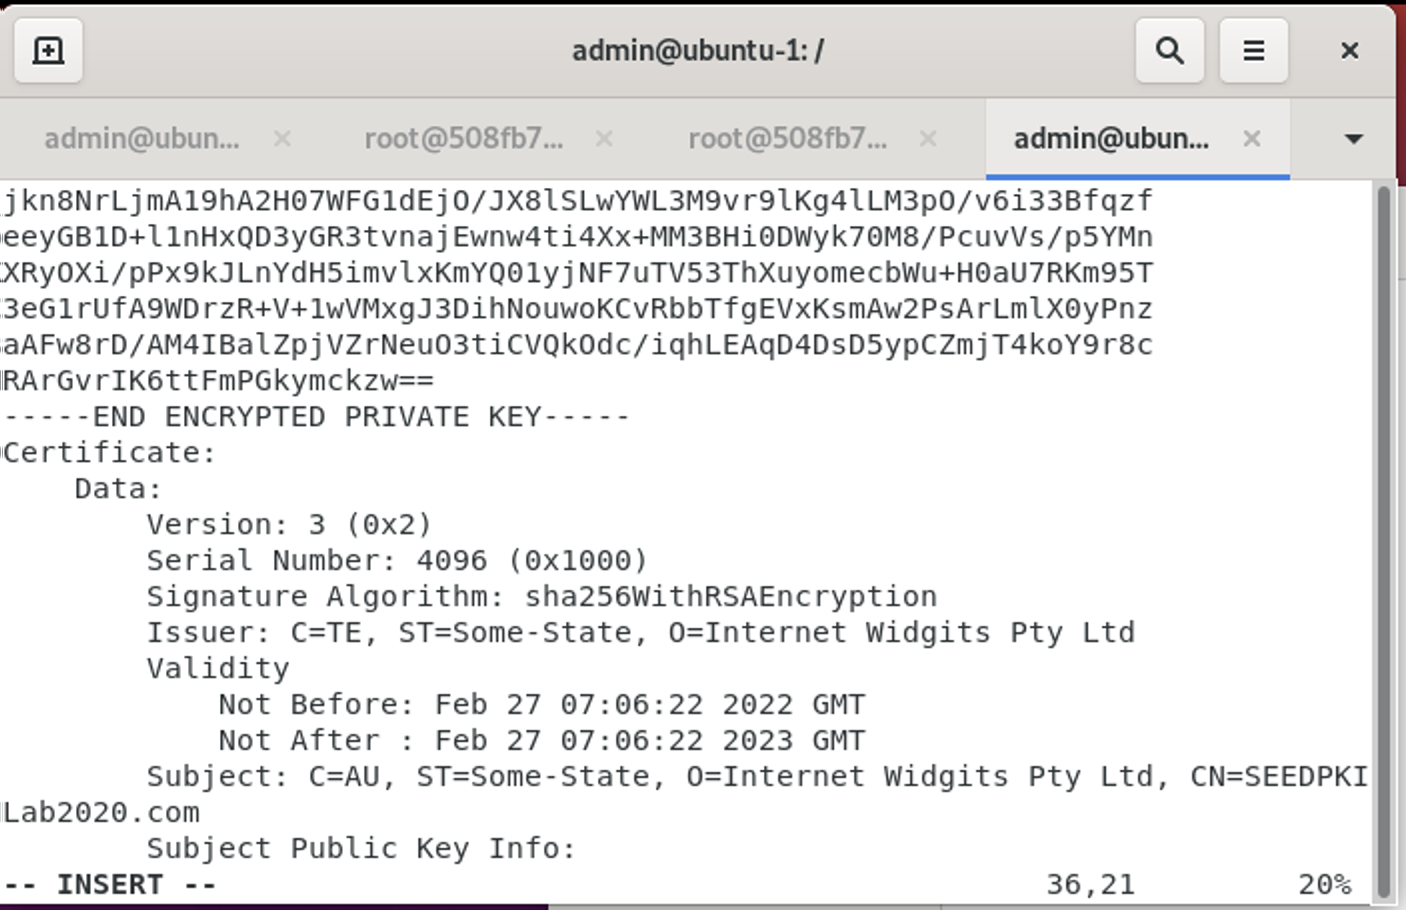 admin@ubuntu-1: /
admin@ubun... root@508fb7... root@508fb7... admin@ubun...
jkn8NrLjmA19hA2H07WFG1dEjO/JX8lSLwYWL3M9vr9lKg4lLM3pO/v6i33Bfqzf
eeyGB1D+l1nHxQD3yGR3tvnajEwnw4ti4Xx+MM3BHi0DWyk70M8/PcuvVs/p5YMn
XRyOXi/pPx9kJLnYdH5imvlxKmYQ01yjNF7uTV53ThXuyomecbWu+H0aU7RKm95T
3eG1rUfA9WDrzR+V+1wVMxgJ3DihNouwoKCvRbbTfgEVxKsmAw2PsArLmlX0yPnz
aAFw8rD/AM4IBalZpjVZrNeuO3tiCVQkOdc/iqhLEAqD4DsD5ypCZmjT4koY9r8c
RArGvrIK6ttFmPGkymckzw==
-----END ENCRYPTED PRIVATE KEY-----
Certificate:
Data:
Version: 3 (0x2)
Serial Number: 4096 (0x1000)
Signature Algorithm: sha256WithRSAEncryption
Issuer: C=TE, ST=Some-State, O=Internet Widgits Pty Ltd
Validity
Not Before: Feb 27 07:06:22 2022 GMT
Not After : Feb 27 07:06:22 2023 GMT
Subject: C=AU, ST=Some-State, O=Internet Widgits Pty Ltd, CN=SEEDPKI
Lab2020.com
Subject Public Key Info:
-- INSERT -- 36,21 20%